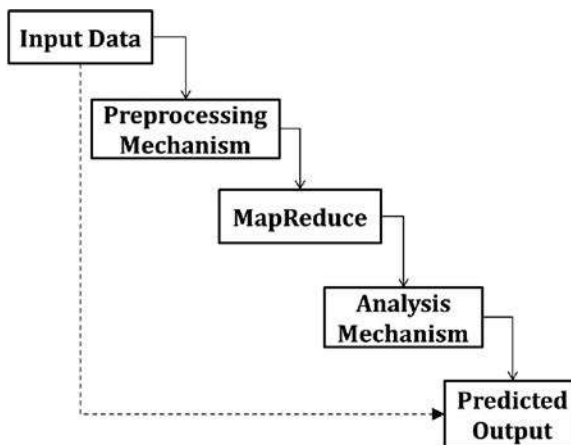 Input Data
Preprocessing
Mechanism
MapReduce
Analysis
Mechanism
Predicted
Output